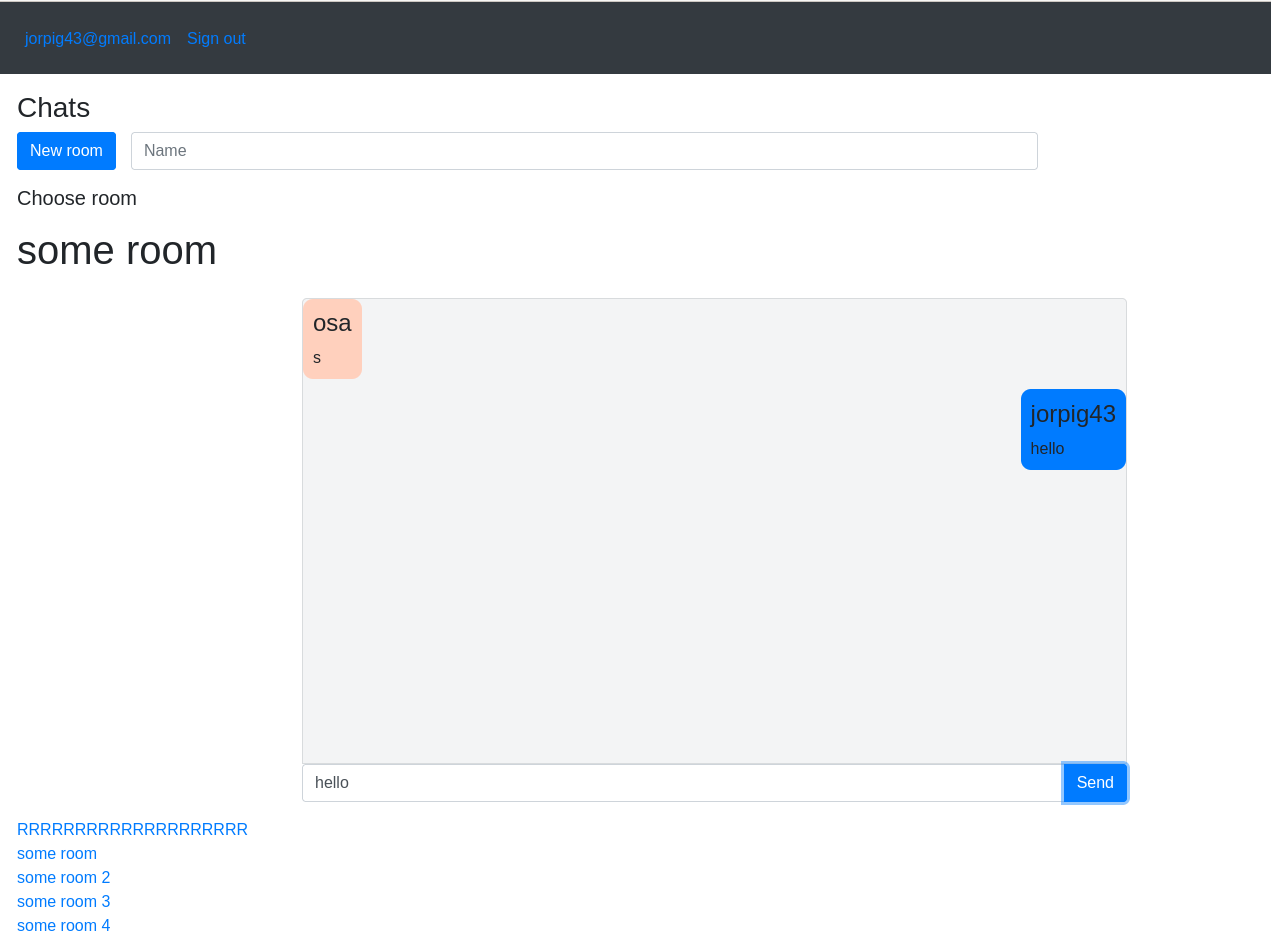 jorpig43@gmail.com Sign out
Chats
New room Name
Choose room
some room
osa
s
jorpig43
hello
hello Send
RRRRRRRRRRRRRRRRRRRR
some room
some room 2
some room 3
some room 4